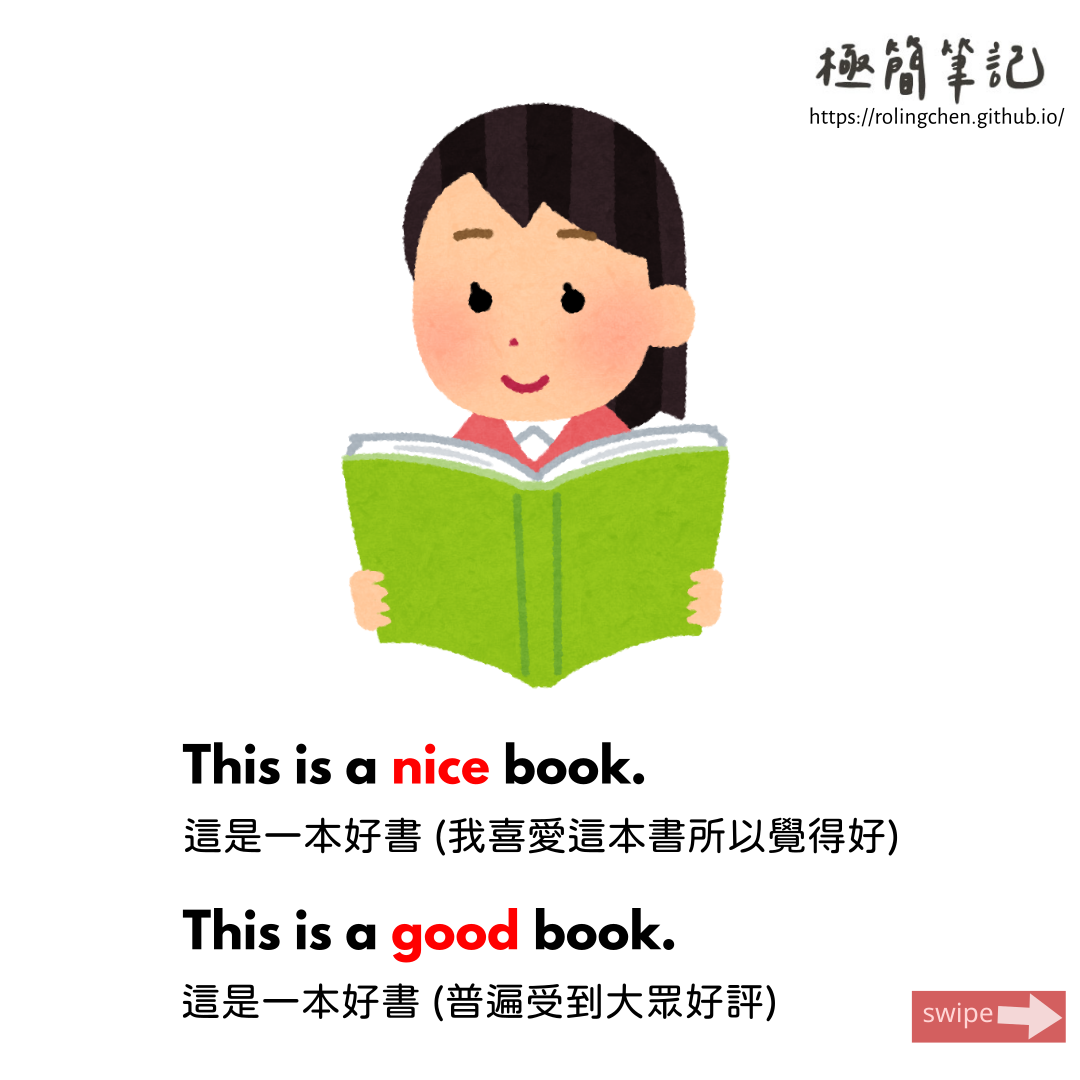 極簡筆記
https://rolingchen.github.io/
This is a nice book.
這是一本好書 (我喜愛這本書所以覺得好)
This is a good book.
這是一本好書 (普遍受到大眾好評)
swipe